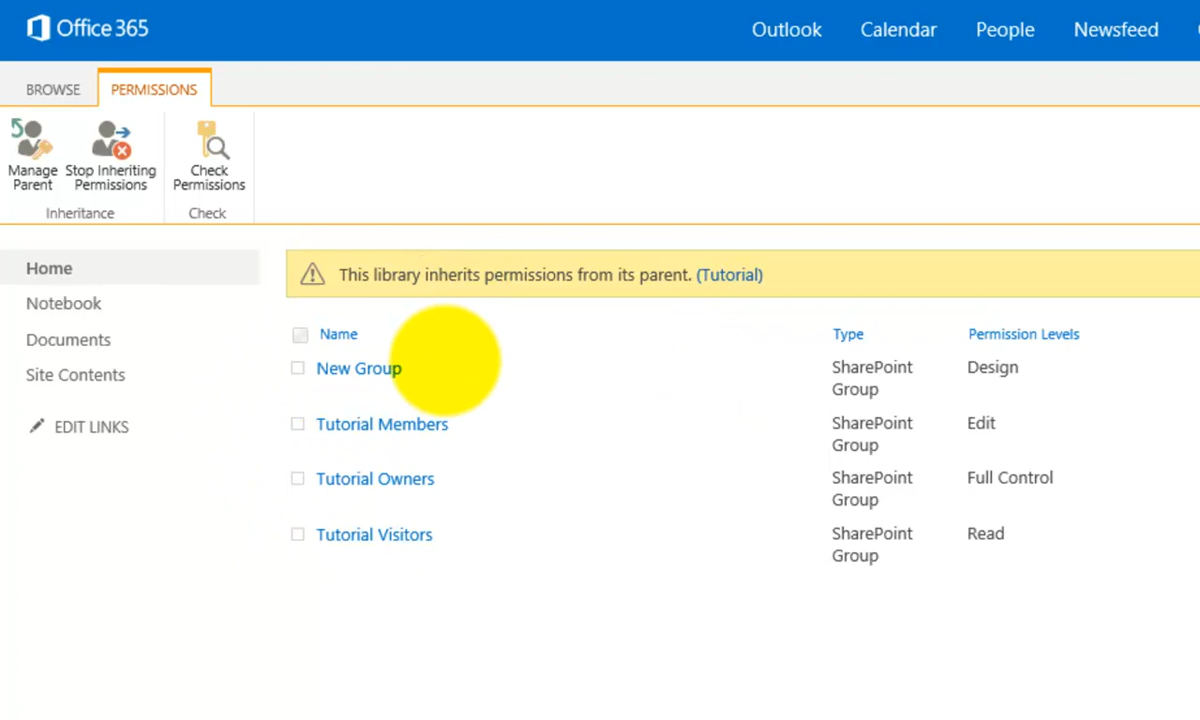 Office 365
Outlook
Calendar
People
Newsfeed
BROWSE
PERMISSIONS
Manage
Parent
Stop Inheriting
Permissions
Check
Permissions
Inheritance
Check
Home
Notebook
Documents
Site Contents
EDIT LINKS
This library inherits permissions from its parent. (Tutorial)
Name
Type
Permission Levels
New Group
SharePoint
Group
Design
Tutorial Members
SharePoint
Group
Edit
Tutorial Owners
SharePoint
Group
Full Control
Tutorial Visitors
SharePoint
Group
Read